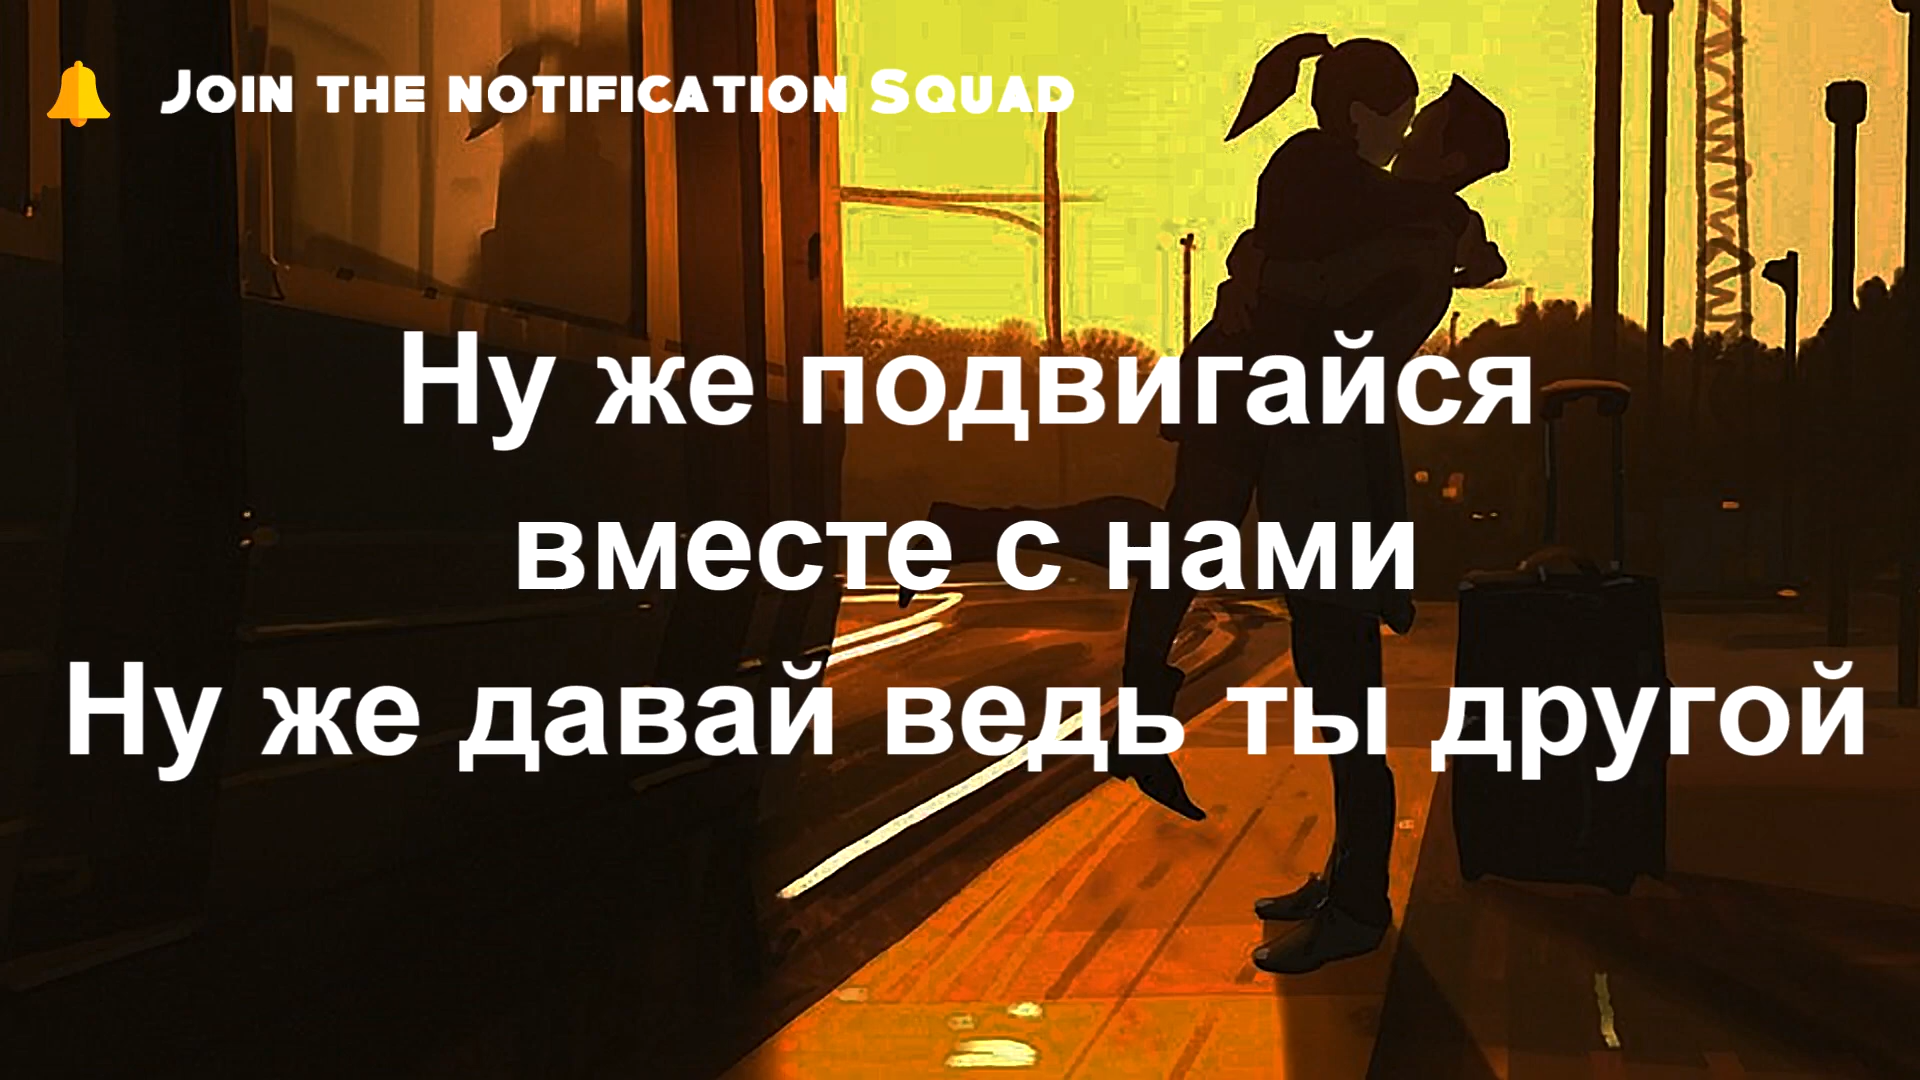 Join the notification Squad
Ну же подвигайся
вместе с нами
Ну же давай ведь ты другой